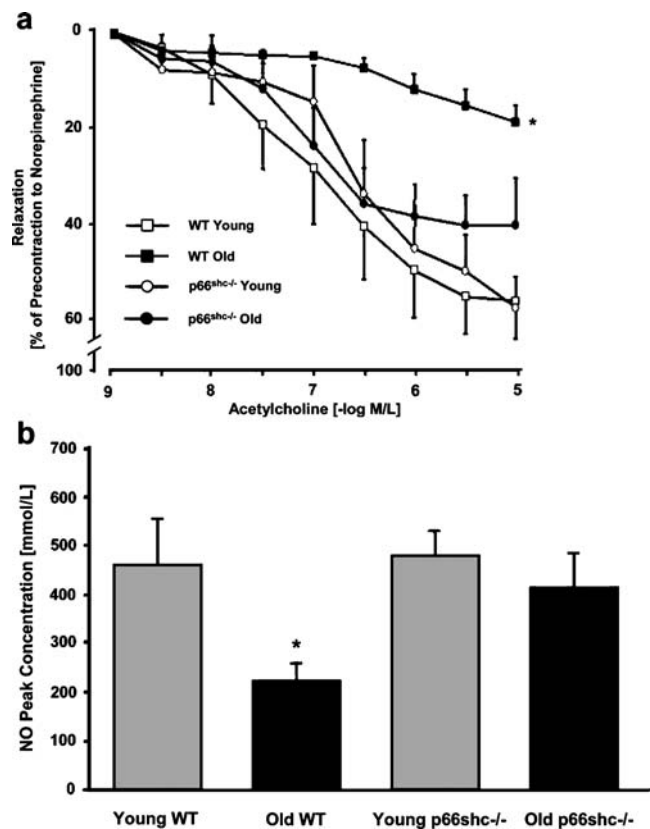 a
0
20
40
60
100
Relaxation
[% of Precontraction to Norepinephrine]
*
WT Young
WT Old
p66shc-/- Young
p66shc-/- Old
9 8 7 6 5
Acetylcholine [-log M/L]
b
700
600
500
400
300
200
100
0
NO Peak Concentration [mmol/L]
*
Young WT Old WT Young p66shc-/- Old p66shc-/-